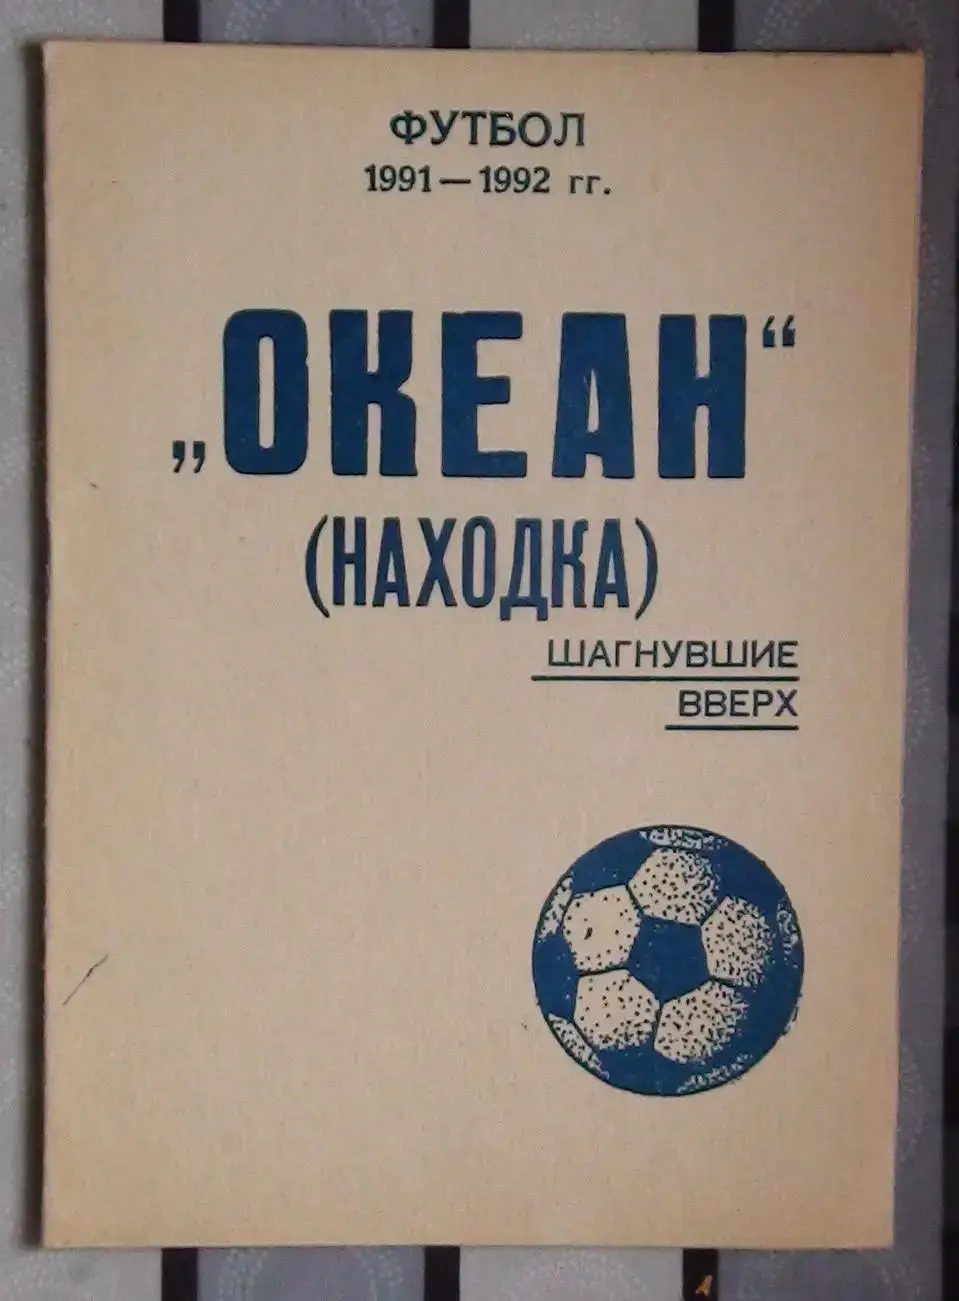 ФУТБОЛ
1991—1992 гг.
„ОКЕАН“
(НАХОДКА)
ШАГНУВШИЕ
ВВЕРХ